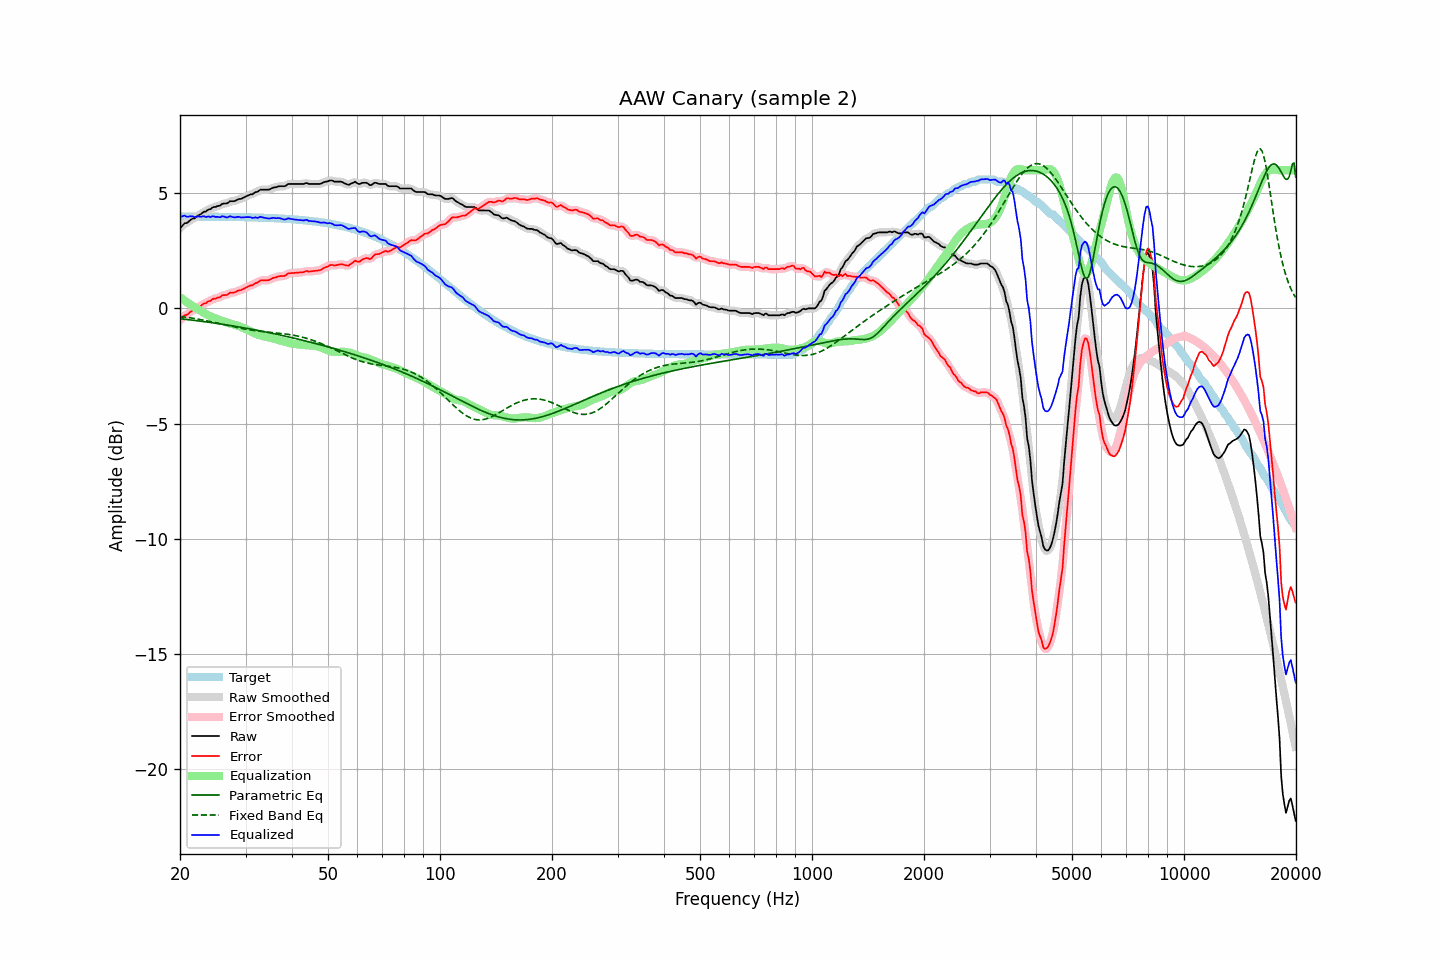 AAW Canary (sample 2)
Amplitude (dBr)
5
0
−5
−10
−15
−20
Target
Raw Smoothed
Error Smoothed
Raw
Error
Equalization
Parametric Eq
Fixed Band Eq
Equalized
20 50 100 200 500 1000 2000 5000 10000 20000
Frequency (Hz)